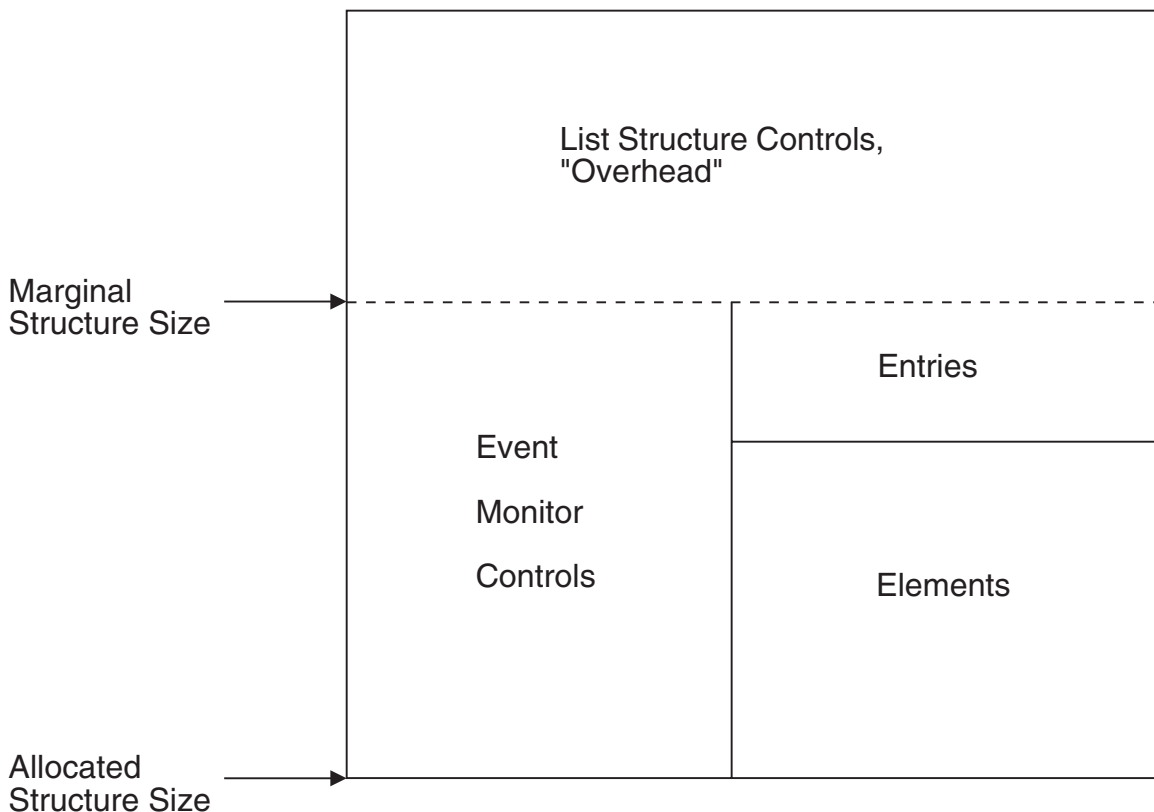 List Structure Controls,
"Overhead"
Marginal
Structure Size
Entries
Event
Monitor
Controls
Elements
Allocated
Structure Size